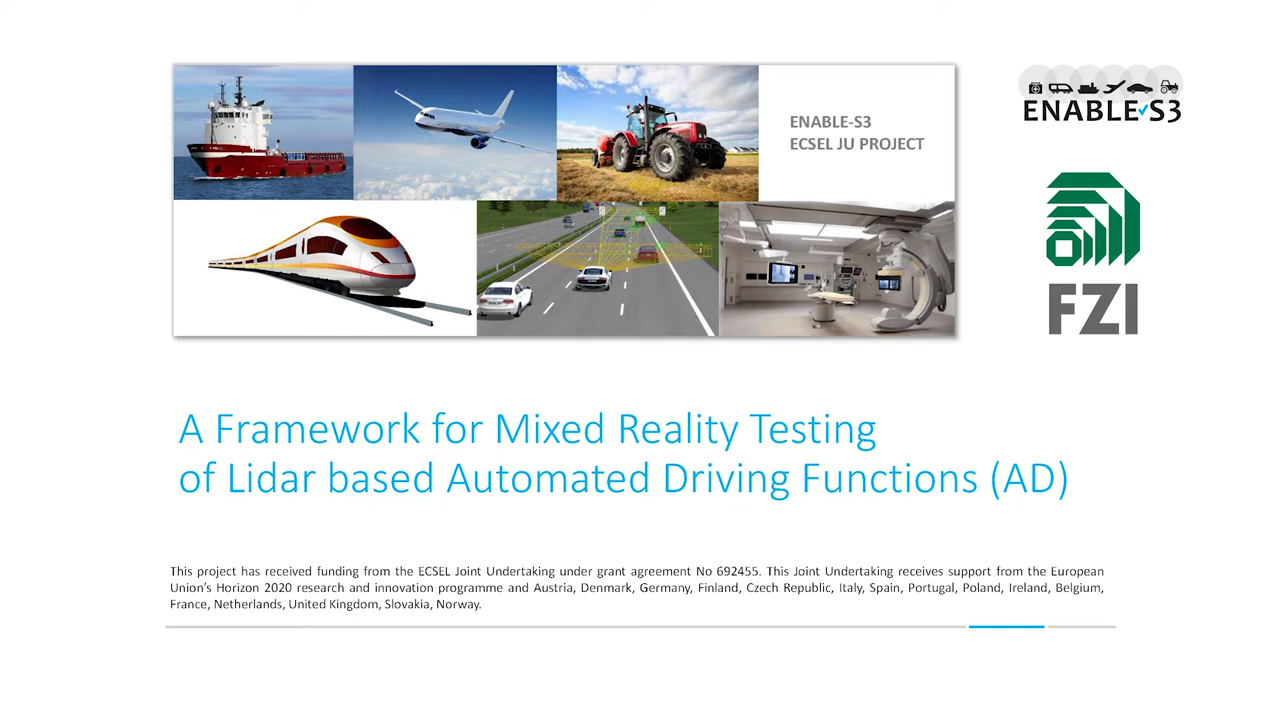 ENABLE-S3
ECSEL JU PROJECT
ENABLE S3
FZI
A Framework for Mixed Reality Testing
of Lidar based Automated Driving Functions (AD)
This project has received funding from the ECSEL Joint Undertaking under grant agreement No 692455. This Joint Undertaking receives support from the European
Union’s Horizon 2020 research and innovation programme and Austria, Denmark, Germany, Finland, Czech Republic, Italy, Spain, Portugal, Poland, Ireland, Belgium,
France, Netherlands, United Kingdom, Slovakia, Norway.